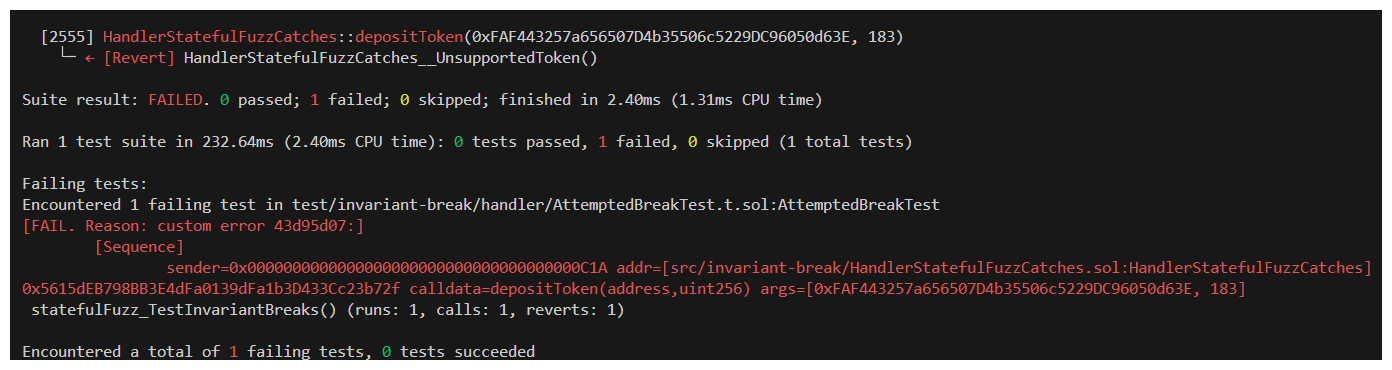 [2555] HandlerStatefulFuzzCatches::depositToken(0xFAF443257a656507D4b35506c5229DC96050d63E, 183)
└─ ← [Revert] HandlerStatefulFuzzCatches__UnsupportedToken()
Suite result: FAILED. 0 passed; 1 failed; 0 skipped; finished in 2.40ms (1.31ms CPU time)
Ran 1 test suite in 232.64ms (2.40ms CPU time): 0 tests passed, 1 failed, 0 skipped (1 total tests)
Failing tests:
Encountered 1 failing test in test/invariant-break/handler/AttemptedBreakTest.t.sol:AttemptedBreakTest
[FAIL. Reason: custom error 43d95d07:]
[Sequence]
sender=0x0000000000000000000000000000000000000C1A addr=[src/invariant-break/HandlerStatefulFuzzCatches.sol:HandlerStatefulFuzzCatches]
0x5615dEB798BB3E4dFa0139dFa1b3D433Cc23b72f calldata=depositToken(address,uint256) args=[0xFAF443257a656507D4b35506c5229DC96050d63E, 183]
statefulFuzz_TestInvariantBreaks() (runs: 1, calls: 1, reverts: 1)
Encountered a total of 1 failing tests, 0 tests succeeded